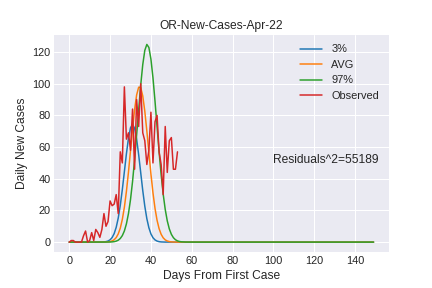 OR-New-Cases-Apr-22
Daily New Cases
120
100
80
60
40
20
0
3%
AVG
97%
Observed
Residuals^2=55189
0 20 40 60 80 100 120 140
Days From First Case